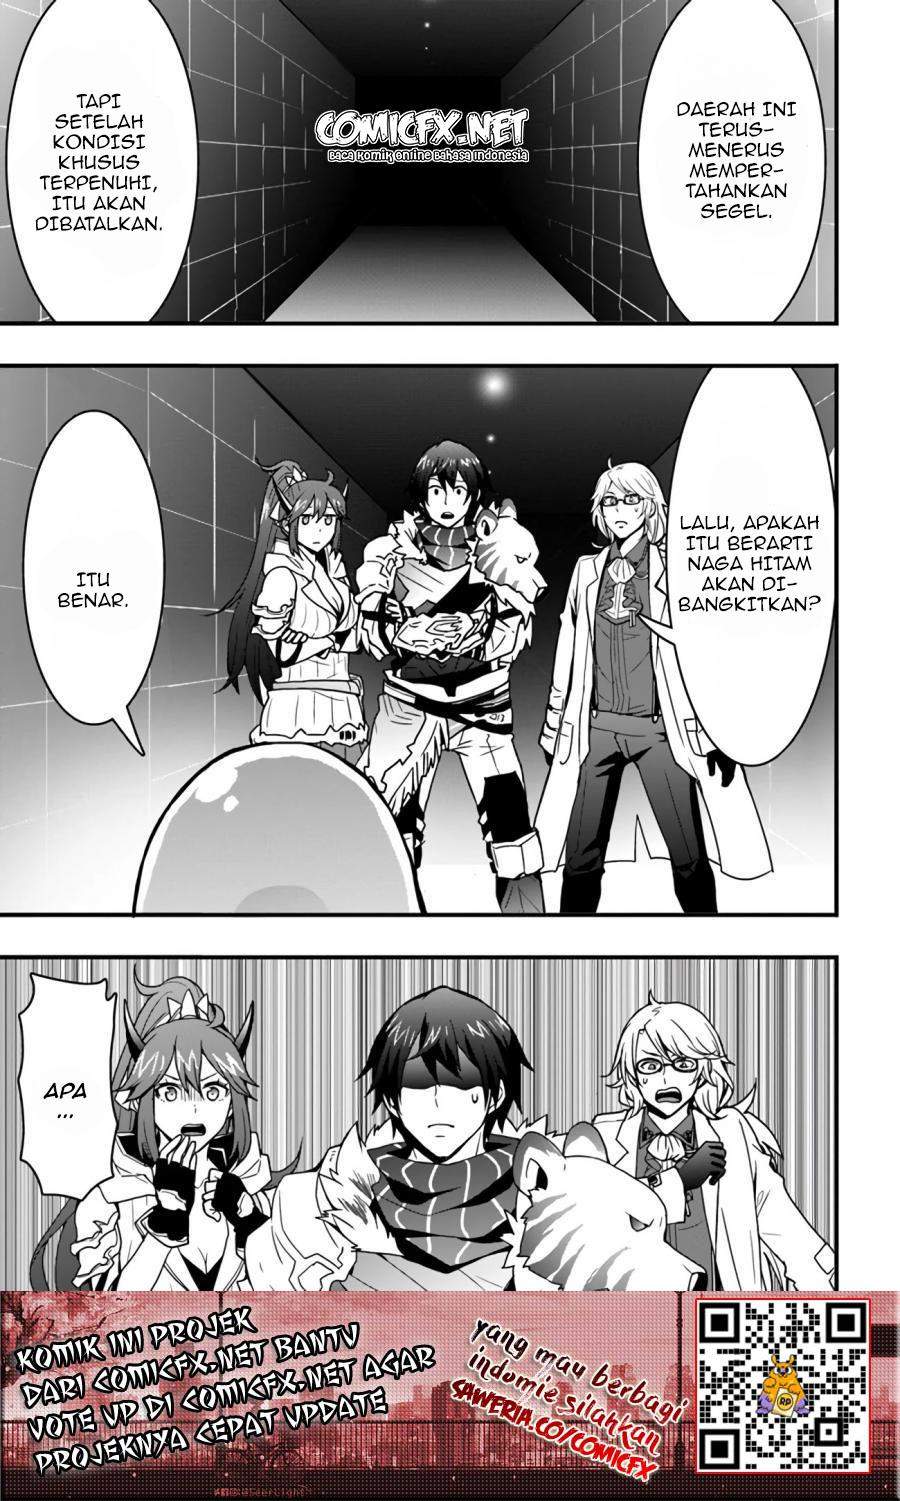 DAERAH INI
TERUS-
MENERUS
MEMPER-
TAHANKAN
SEGEL.
TAPI
SETELAH
KONDISI
KHUSUS
TERPENUHI,
ITU AKAN
DIBATALKAN.
COMICFX.NET
Baca Komik Online Bahasa Indonesia
LALU, APAKAH
ITU BERARTI
NAGA HITAM
AKAN DI-
BANGKITKAN?
ITU
BENAR.
APA
...
KOMIK INI PROJEK
DARI COMICFX.NET BANTU
VOTE UP DI COMICFX.NET AGAR
PROJEKNYA CEPAT UPDATE
yang mau berbagi
indomie silahkan
SAWERIA.CO/COMICFX
RP
@SeerLight